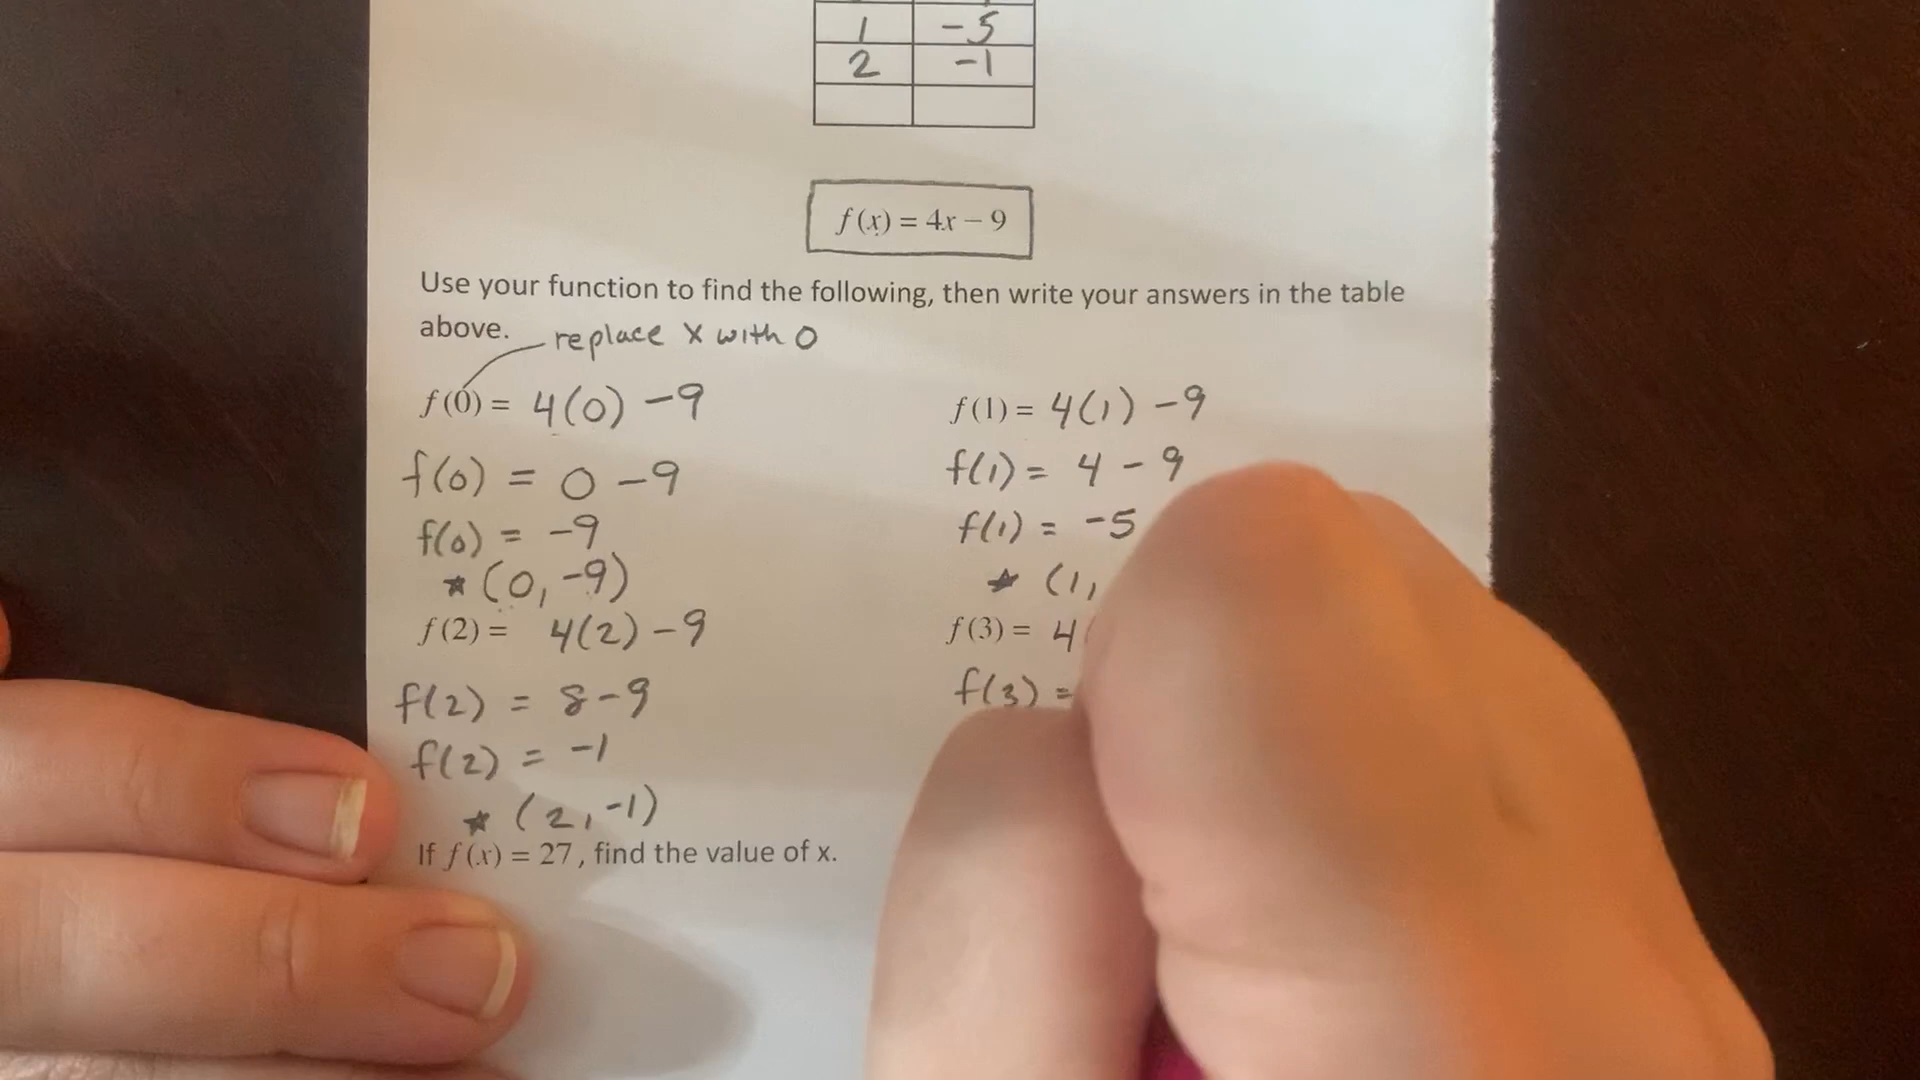 1 -5
2 -1
f(x) = 4x - 9
Use your function to find the following, then write your answers in the table
above. replace x with 0
f(0) = 4(0) - 9
f(1) = 4(1) - 9
f(0) = 0 - 9
f(1) = 4 - 9
f(0) = -9
f(1) = -5
★ (0, -9)
★ (1,
f(2) = 4(2) - 9
f(3) = 4(
f(2) = 8 - 9
f(3) =
f(2) = -1
★ (2, -1)
If f(x) = 27, find the value of x.